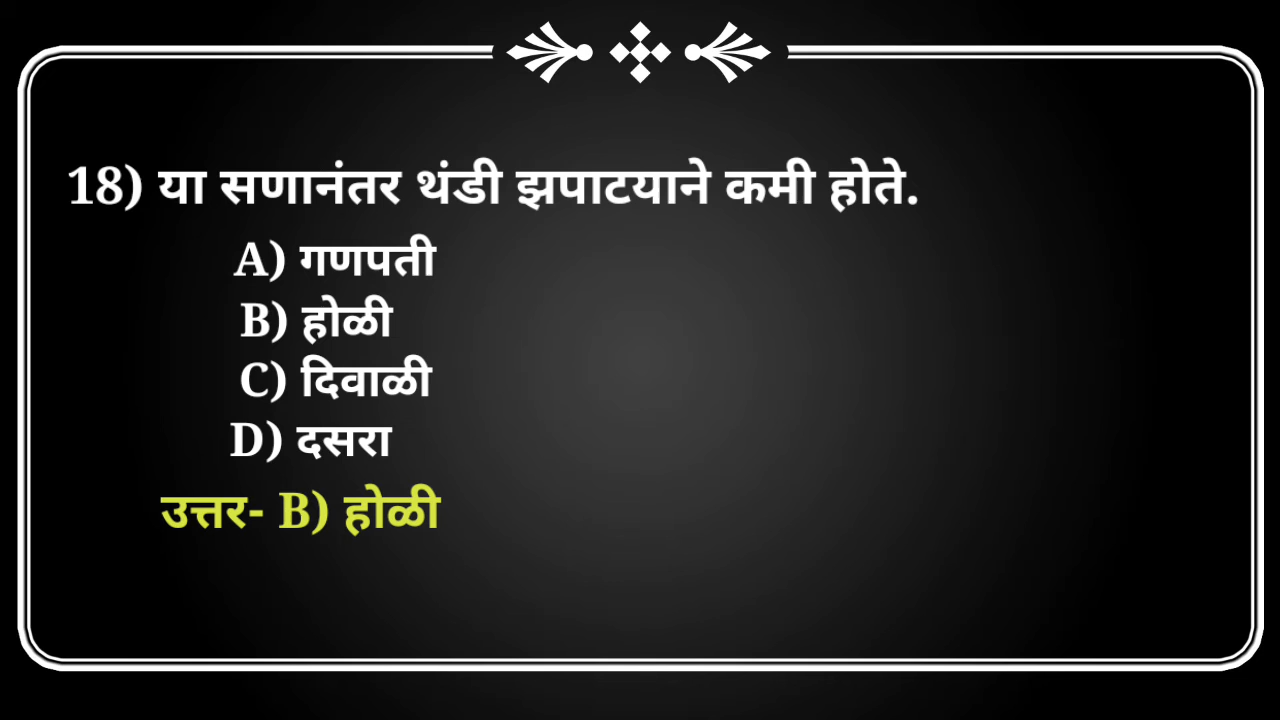 18) या सणानंतर थंडी झपाटयाने कमी होते.
A) गणपती
B) होळी
C) दिवाळी
D) दसरा
उत्तर- B) होळी